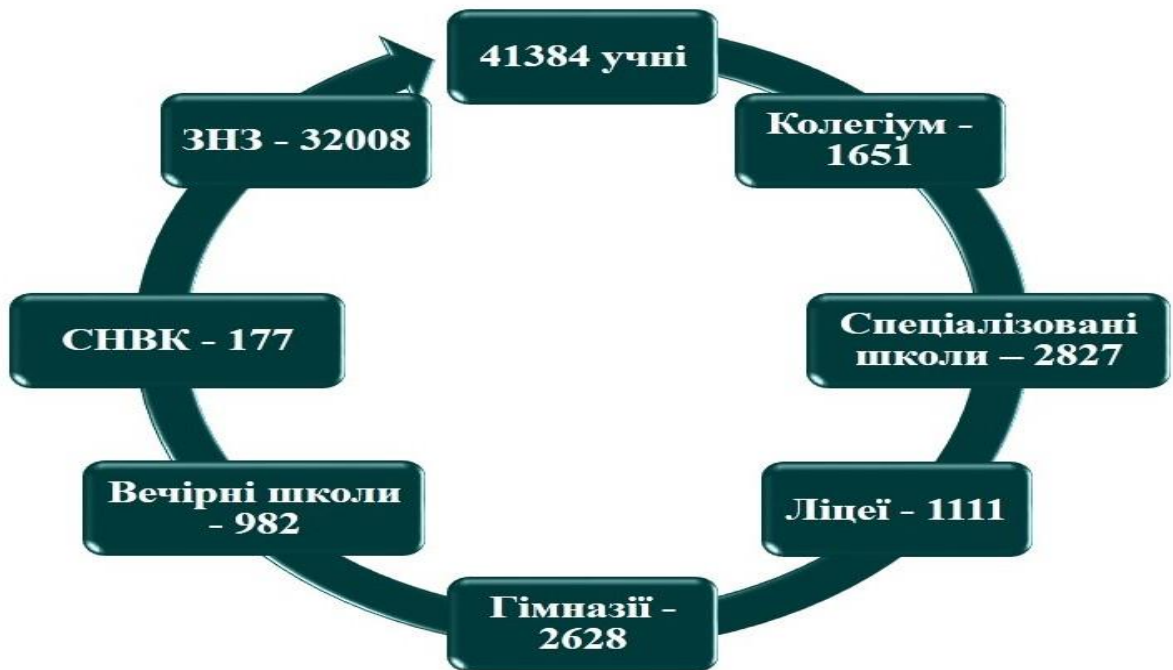 41384 учні
Колегіум -
1651
Спеціалізовані
школи – 2827
Ліцеї - 1111
Гімназії -
2628
Вечірні школи
- 982
СНВК - 177
ЗНЗ - 32008